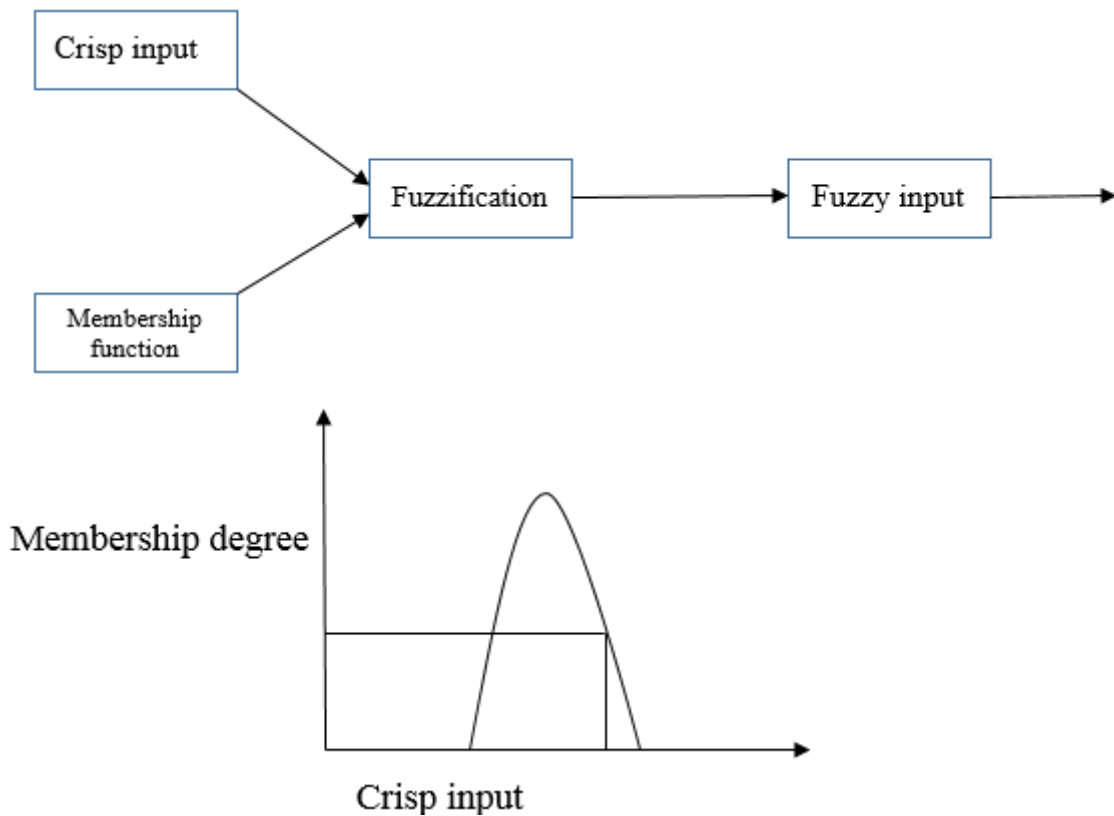 Crisp input
Fuzzification
Fuzzy input
Membership
function
Membership degree
Crisp input